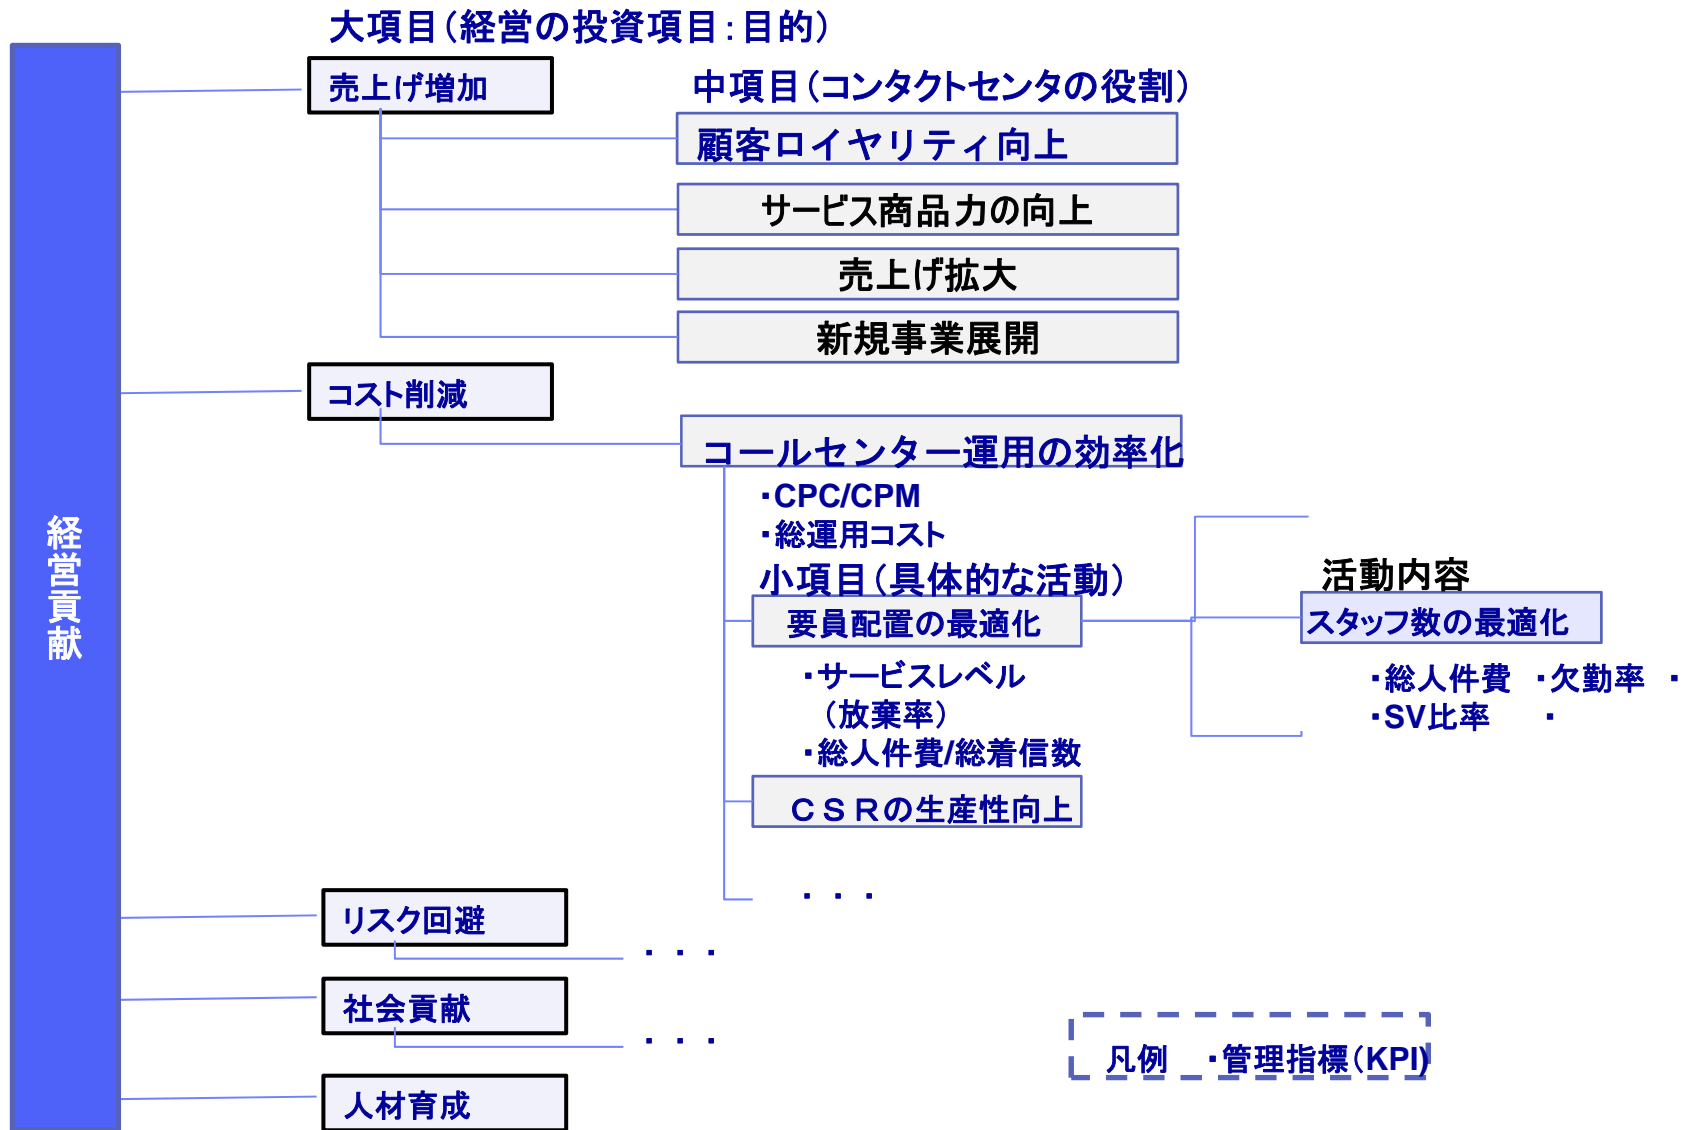 大項目（経営の投資項目：目的）
売上げ増加
中項目（コンタクトセンタの役割）
顧客ロイヤリティ向上
サービス商品力の向上
売上げ拡大
新規事業展開
コスト削減
コールセンター運用の効率化
・CPC/CPM
・総運用コスト
小項目（具体的な活動）
要員配置の最適化
・サービスレベル
（放棄率）
・総人件費/総着信数
ＣＳＲの生産性向上
・・・
活動内容
スタッフ数の最適化
・総人件費　・欠勤率　・
・SV比率　　・
経営貢献
リスク回避
・・・
社会貢献
・・・
人材育成
凡例　・管理指標（KPI)